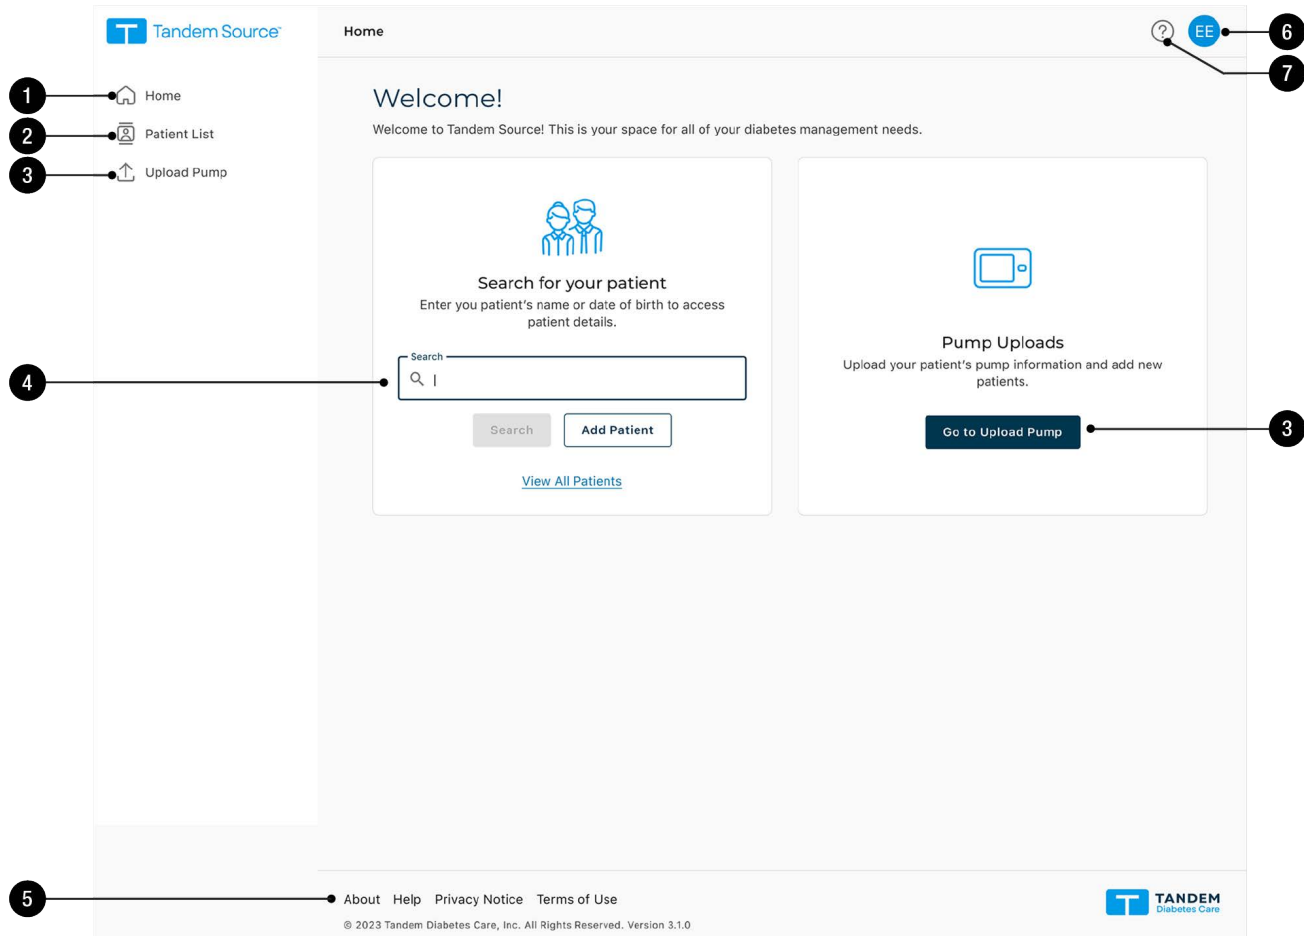 Tandem Source™
Home
?
EE
6
7
1
Home
2
Patient List
3
Upload Pump
Welcome!
Welcome to Tandem Source! This is your space for all of your diabetes management needs.
Search for your patient
Enter you patient's name or date of birth to access
patient details.
4
Search
Search
Add Patient
View All Patients
Pump Uploads
Upload your patient's pump information and add new
patients.
Go to Upload Pump
3
5
About Help Privacy Notice Terms of Use
© 2023 Tandem Diabetes Care, Inc. All Rights Reserved. Version 3.1.0
TANDEM
Diabetes Care